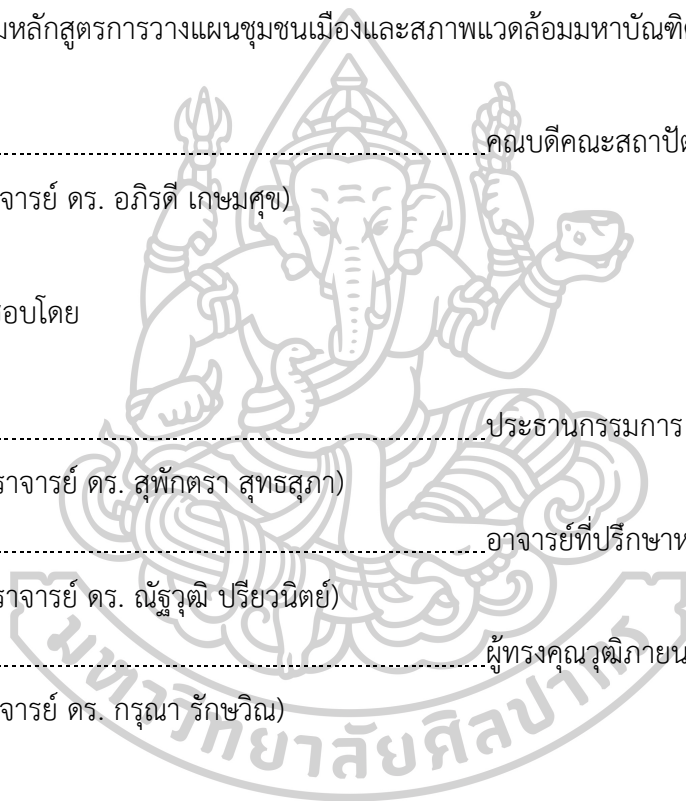 มหลักสูตรการวางแผนชุมชนเมืองและสภาพแวดล้อมมหาบัณฑิต
คณบดีคณะสถาปัต
จารย์ ดร. อภิรดี เกษมศุข)
สอบโดย
ประธานกรรมการ
ราจารย์ ดร. สุพักตรา สุทธสุภา)
อาจารย์ที่ปรึกษาห
ราจารย์ ดร. ณัฐวุฒิ ปรียวนิตย์)
ผู้ทรงคุณวุฒิภายน
จารย์ ดร. กรุณา รักษวิณ)
มหาวิทยาลัยศิลปากร